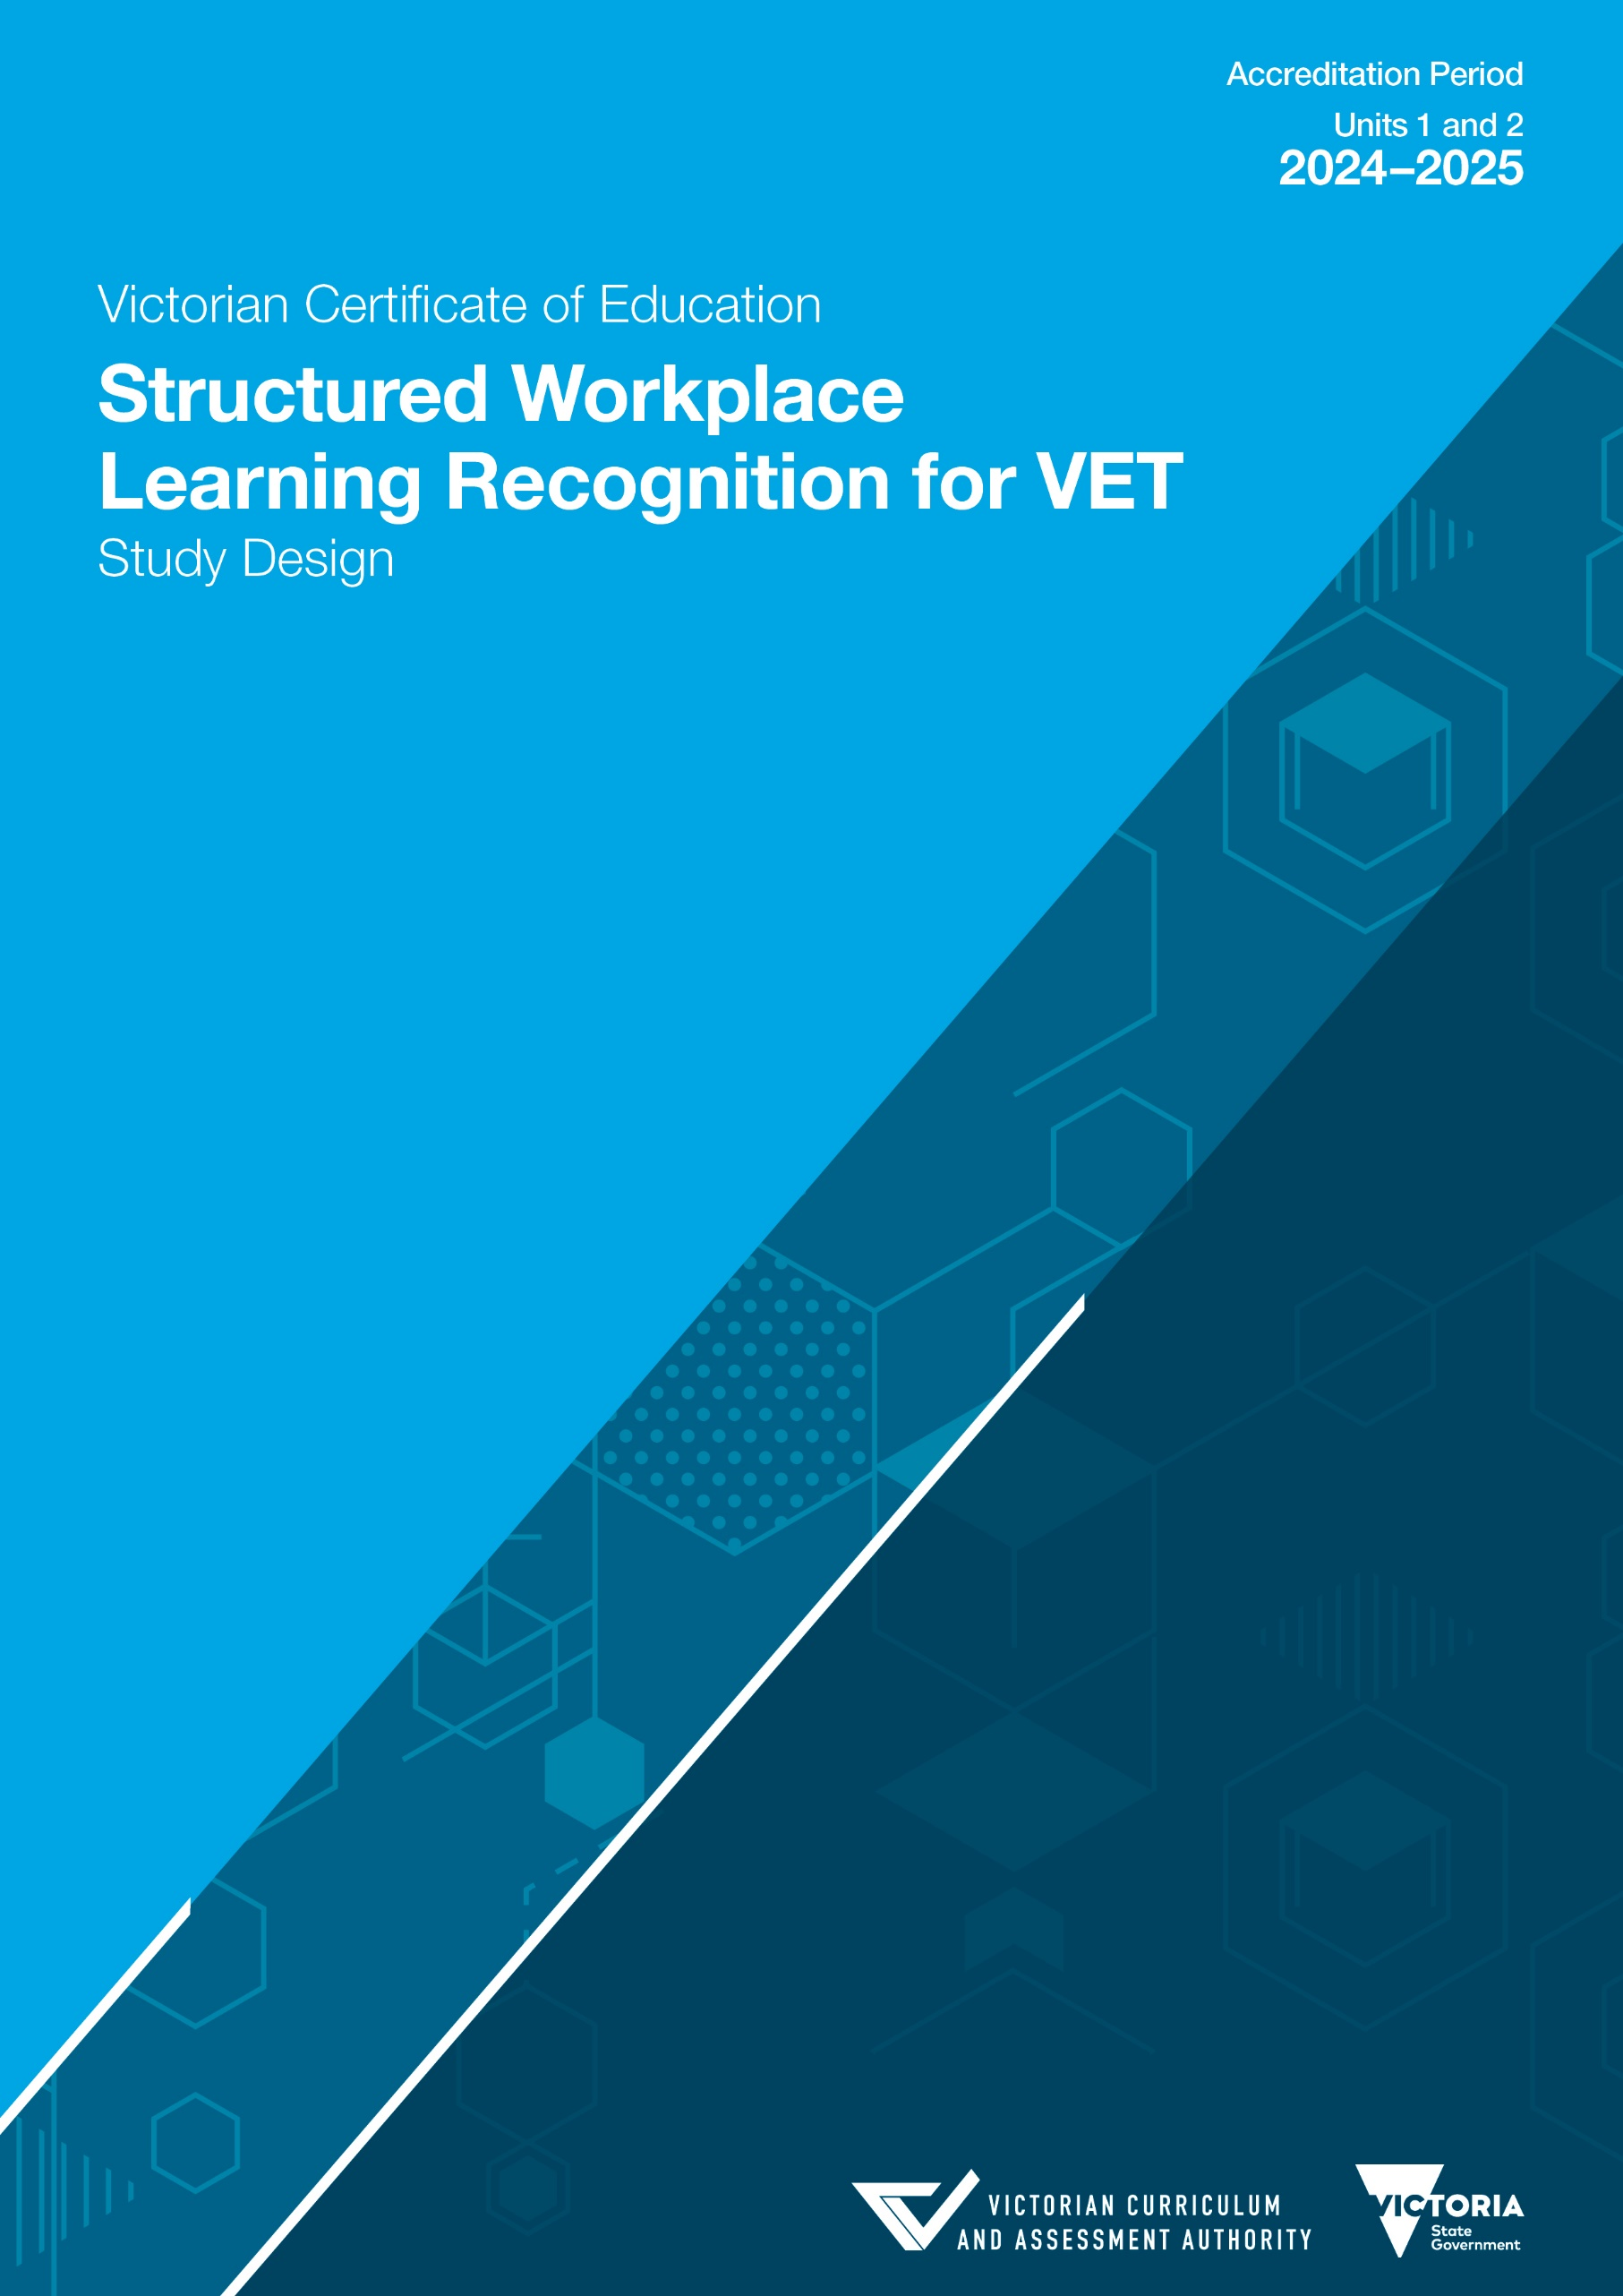 Accreditation Period
Units 1 and 2
2024–2025
Victorian Certificate of Education
Structured Workplace
Learning Recognition for VET
Study Design
VICTORIAN CURRICULUM
AND ASSESSMENT AUTHORITY
VICTORIA
State
Government